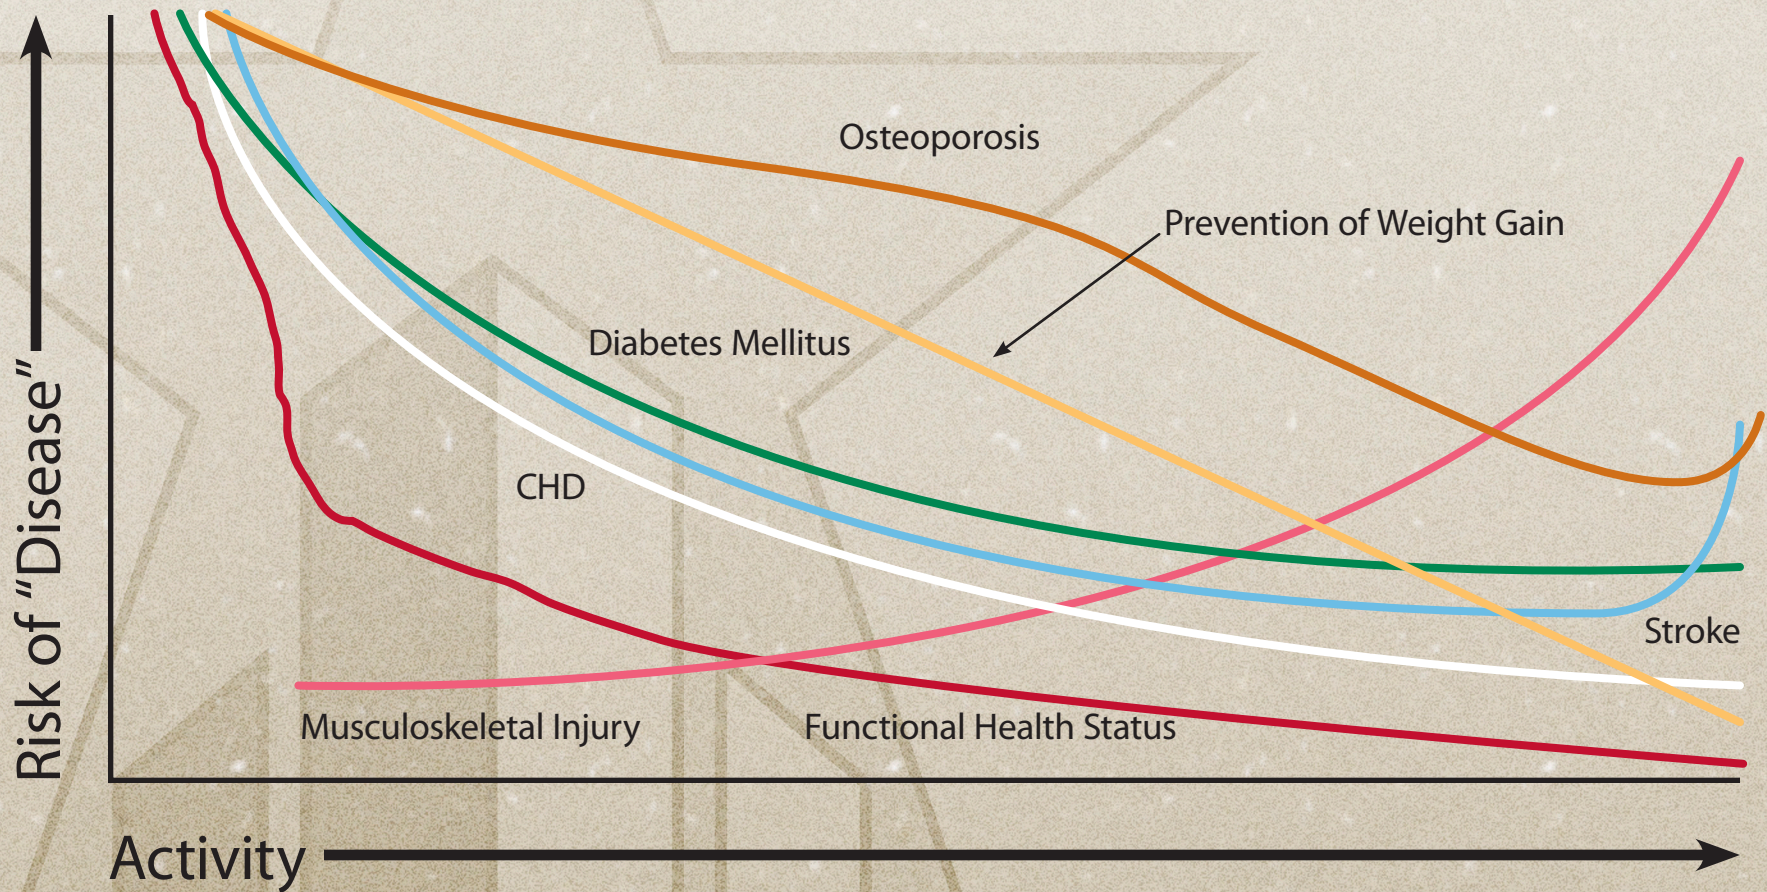 Osteoporosis
Prevention of Weight Gain
Diabetes Mellitus
CHD
Stroke
Musculoskeletal Injury
Functional Health Status
Risk of “Disease”
Activity